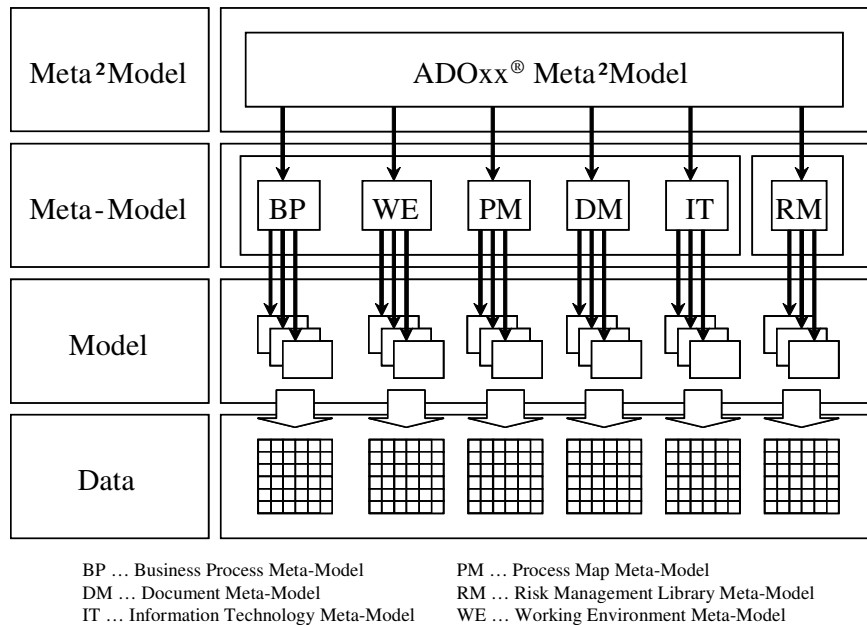 Meta²Model
ADOxx® Meta²Model
Meta-Model
BP WE PM DM IT RM
Model
Data
BP … Business Process Meta-Model
DM … Document Meta-Model
IT … Information Technology Meta-Model
PM … Process Map Meta-Model
RM … Risk Management Library Meta-Model
WE … Working Environment Meta-Model